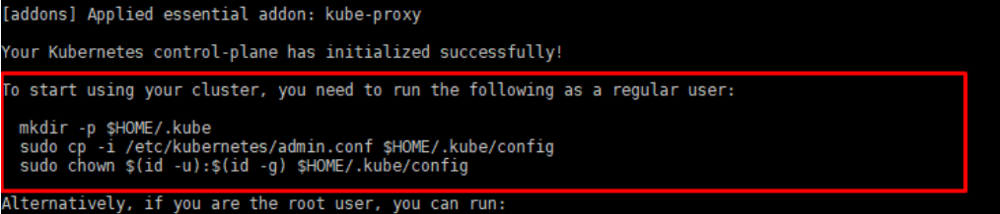 [addons] Applied essential addon: kube-proxy
Your Kubernetes control-plane has initialized successfully!
To start using your cluster, you need to run the following as a regular user:
mkdir -p $HOME/.kube
sudo cp -i /etc/kubernetes/admin.conf $HOME/.kube/config
sudo chown $(id -u):$(id -g) $HOME/.kube/config
Alternatively, if you are the root user, you can run: